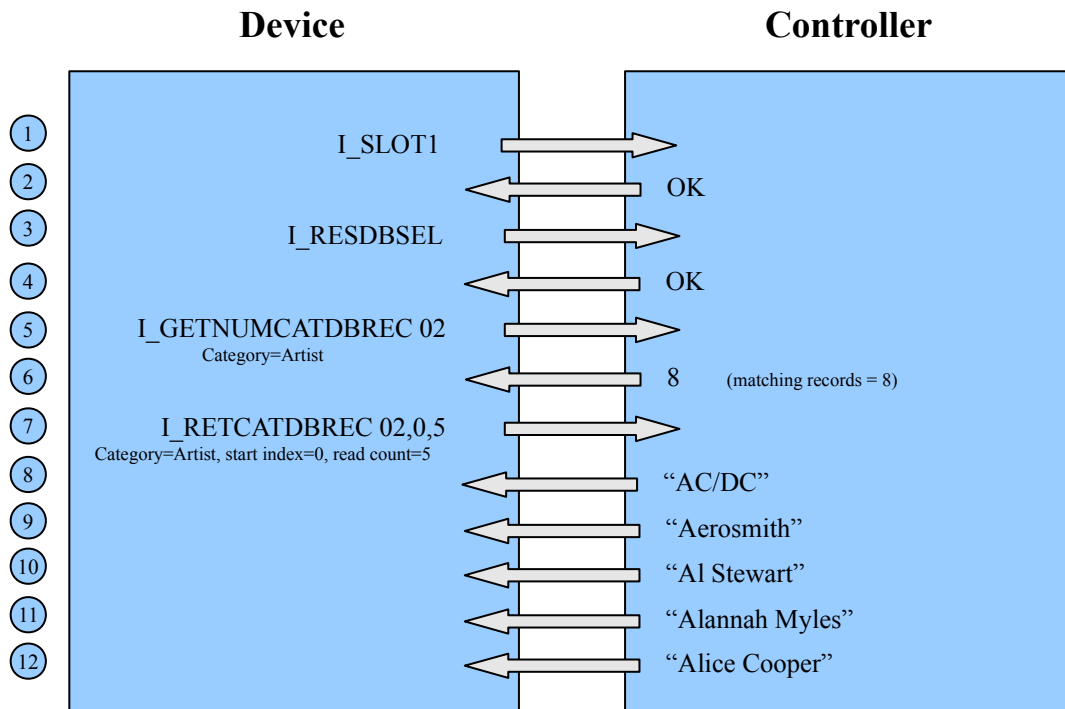 Device
Controller
1
I_SLOT1
2
OK
3
I_RESDBSEL
4
OK
5
I_GETNUMCATDBREC 02
Category=Artist
6
8 (matching records = 8)
7
I_RETCATDBREC 02,0,5
Category=Artist, start index=0, read count=5
8
“AC/DC”
9
“Aerosmith”
10
“Al Stewart”
11
“Alannah Myles”
12
“Alice Cooper”